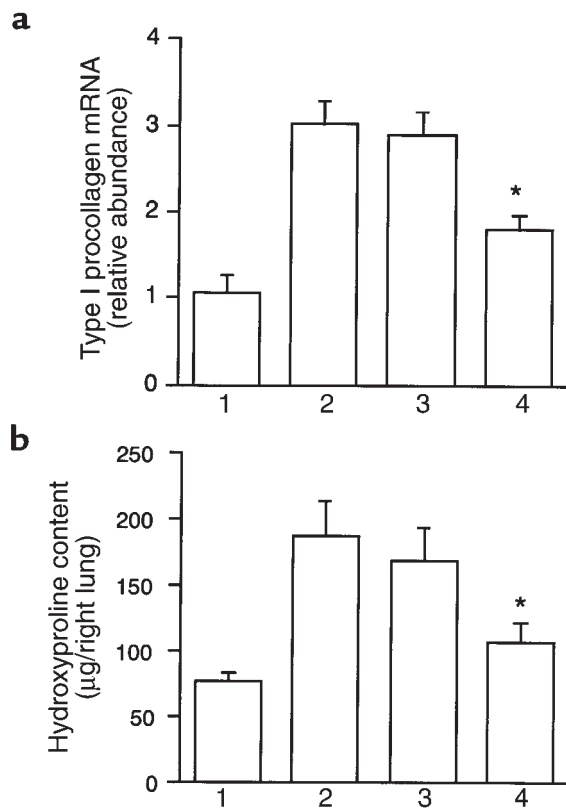 a
Type I procollagen mRNA
(relative abundance)
4
3
2
1
0
*
1 2 3 4
b
Hydroxyproline content
(μg/right lung)
250
200
150
100
50
0
*
1 2 3 4